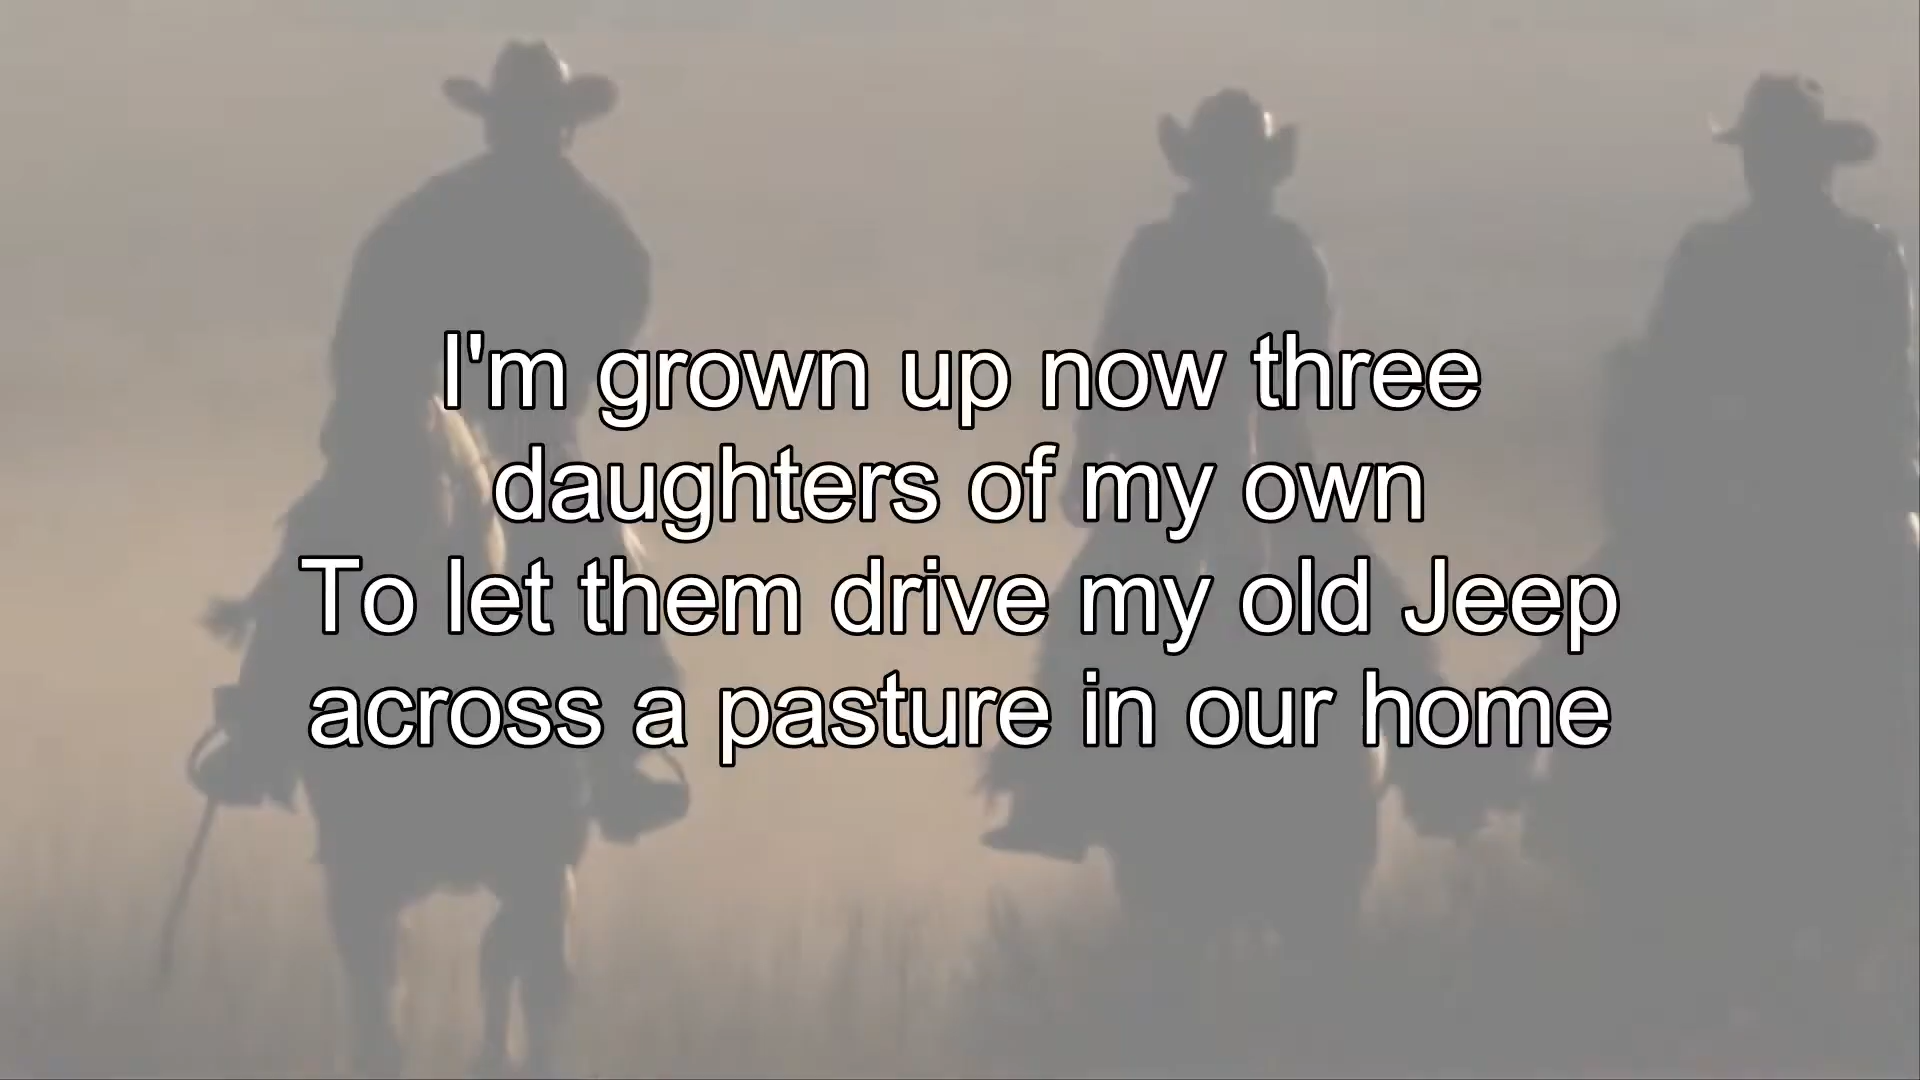 I'm grown up now three
daughters of my own
To let them drive my old Jeep
across a pasture in our home